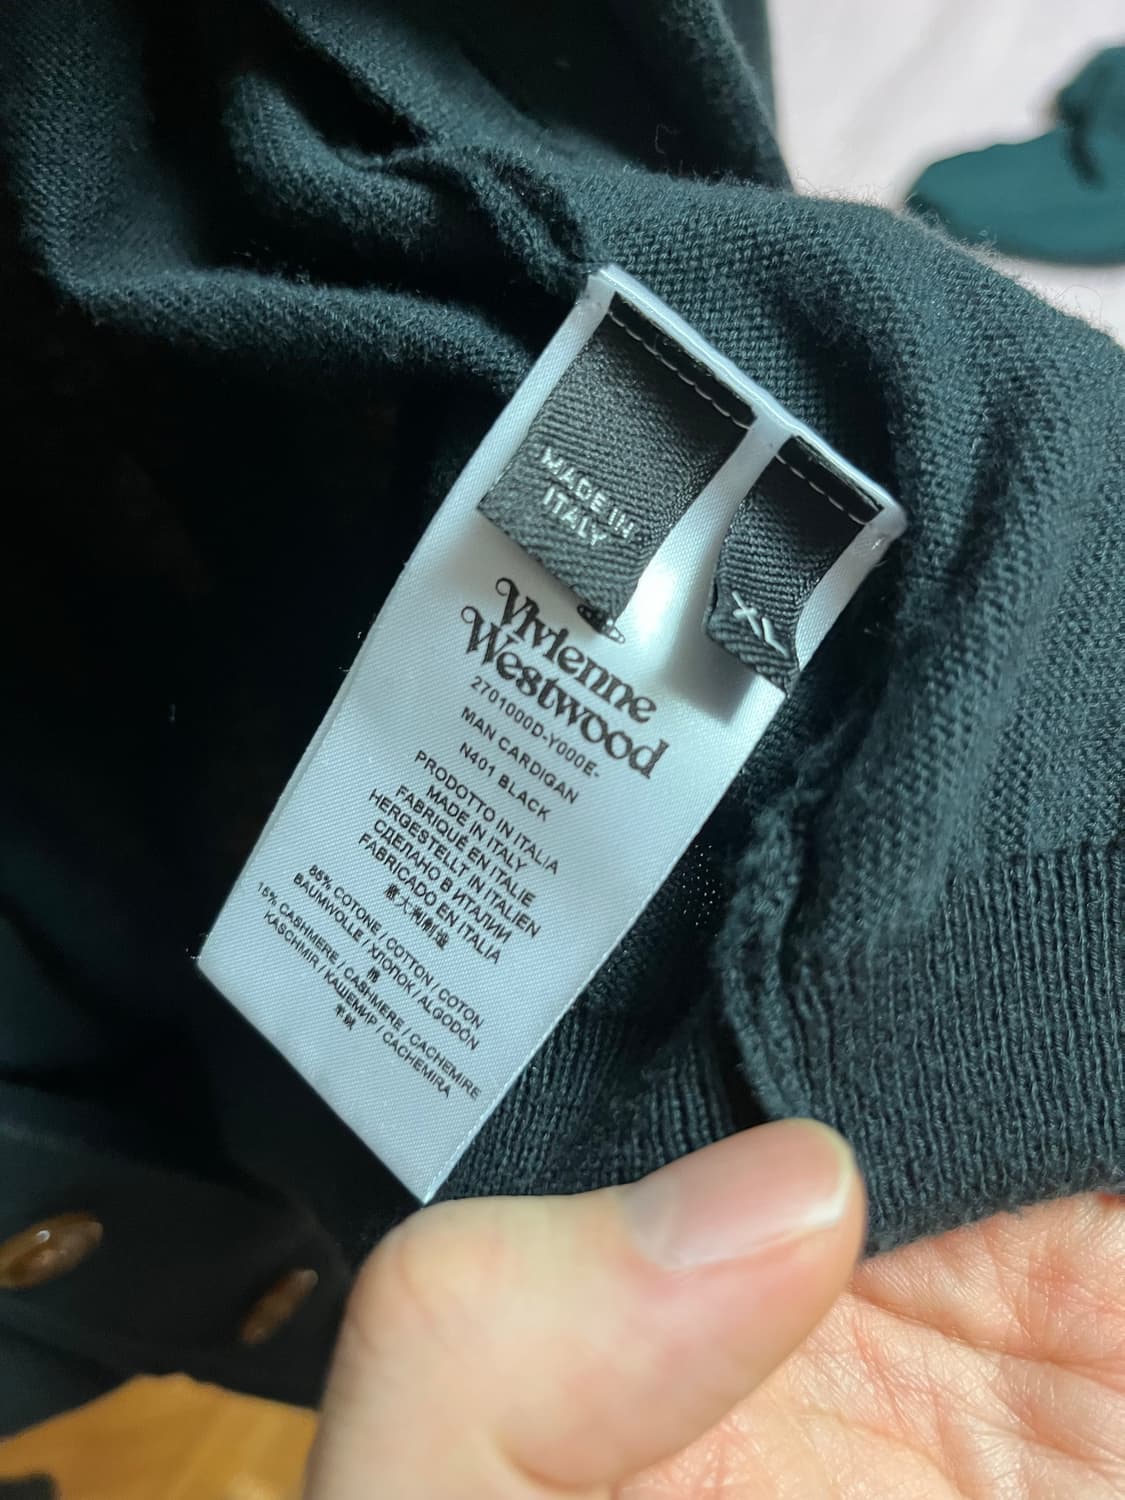 MADE IN
ITALY
XL
Vivienne
Westwood
2701000D-Y000E-
MAN CARDIGAN
N401 BLACK
PRODOTTO IN ITALIA
MADE IN ITALY
FABRIQUÉ EN ITALIE
HERGESTELLT IN ITALIEN
СДЕЛАНО В ИТАЛИИ
FABRICADO EN ITALIA
意大利制造
85% COTONE / COTTON / COTON
BAUMWOLLE / ХЛОПОК / ALGODÓN
棉
15% CASHMERE / CASHMERE / CACHEMIRE
KASCHMIR / КАШЕМИР / CACHEMIRA
羊绒